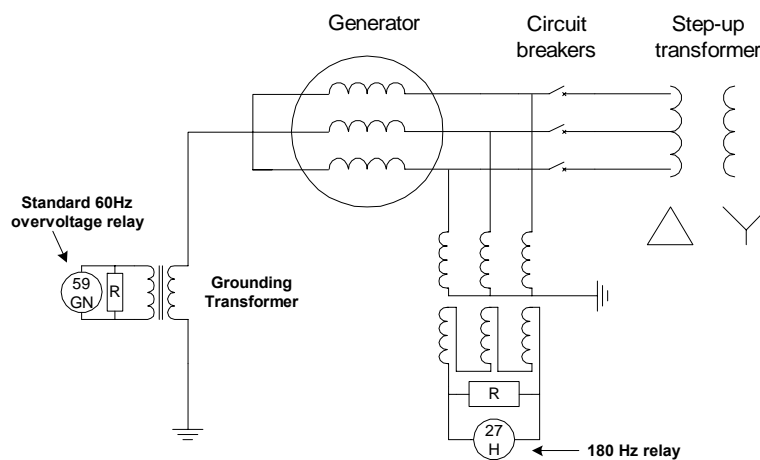 Generator
Circuit
breakers
Step-up
transformer
Standard 60Hz
overvoltage relay
59
GN
R
Grounding
Transformer
R
27
H
180 Hz relay